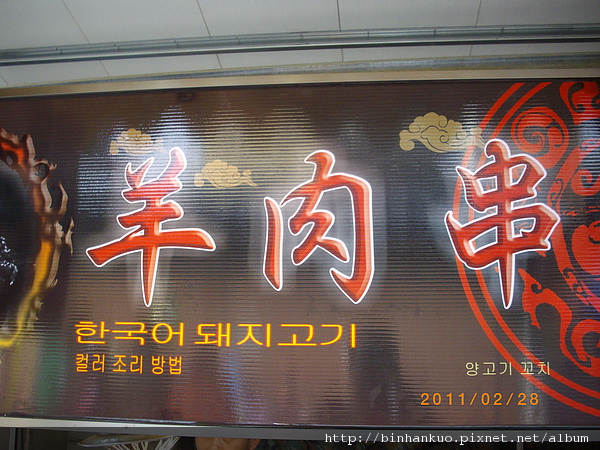 羊肉串
한국어 돼지고기
컬러 조리 방법
양고기 꼬치
2011/02/28
http://binhankuo.pixnet.net/album